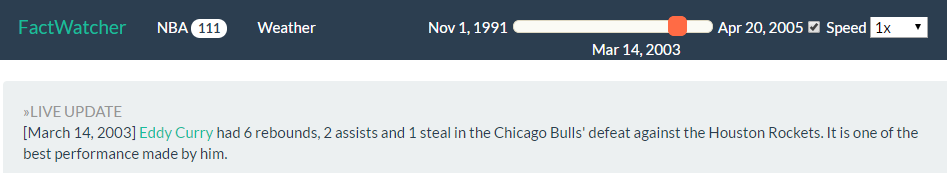 FactWatcher NBA 111 Weather Nov 1, 1991 Apr 20, 2005 Speed 1x
Mar 14, 2003
»LIVE UPDATE
[March 14, 2003] Eddy Curry had 6 rebounds, 2 assists and 1 steal in the Chicago Bulls' defeat against the Houston Rockets. It is one of the
best performance made by him.